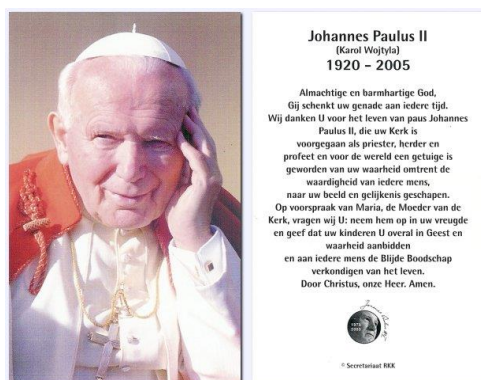 Johannes Paulus II
(Karol Wojtyla)
1920 - 2005
Almachtige en barmhartige God,
Gij schenkt uw genade aan iedere tijd.
Wij danken U voor het leven van paus Johannes
Paulus II, die uw Kerk is
voorgegaan als priester, herder en
profeet en voor de wereld een getuige is
geworden van uw waarheid omtrent de
waardigheid van iedere mens,
naar uw beeld en gelijkenis geschapen.
Op voorspraak van Maria, de Moeder van de
Kerk, vragen wij U: neem hem op in uw vreugde
en geef dat uw kinderen U overal in Geest en
waarheid aanbidden
en aan iedere mens de Blijde Boodschap
verkondigen van het leven.
Door Christus, onze Heer. Amen.
1978
2005
© Secretariaat RKK